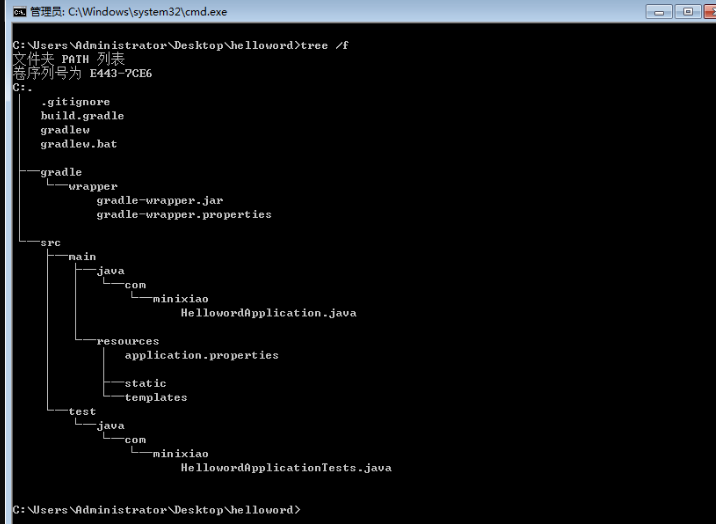 管理员: C:\Windows\system32\cmd.exe
C:\Users\Administrator\Desktop\helloword>tree /f
文件夹 PATH 列表
卷序列号为 E443-7CE6
C:.
│  .gitignore
│  build.gradle
│  gradlew
│  gradlew.bat
│
├─gradle
│  └─wrapper
│          gradle-wrapper.jar
│          gradle-wrapper.properties
│
└─src
    ├─main
    │  ├─java
    │  │  └─com
    │  │      └─minixiao
    │  │              HellowordApplication.java
    │  │
    │  └─resources
    │      │  application.properties
    │      │
    │      ├─static
    │      └─templates
    └─test
        └─java
            └─com
                └─minixiao
                        HellowordApplicationTests.java
C:\Users\Administrator\Desktop\helloword>